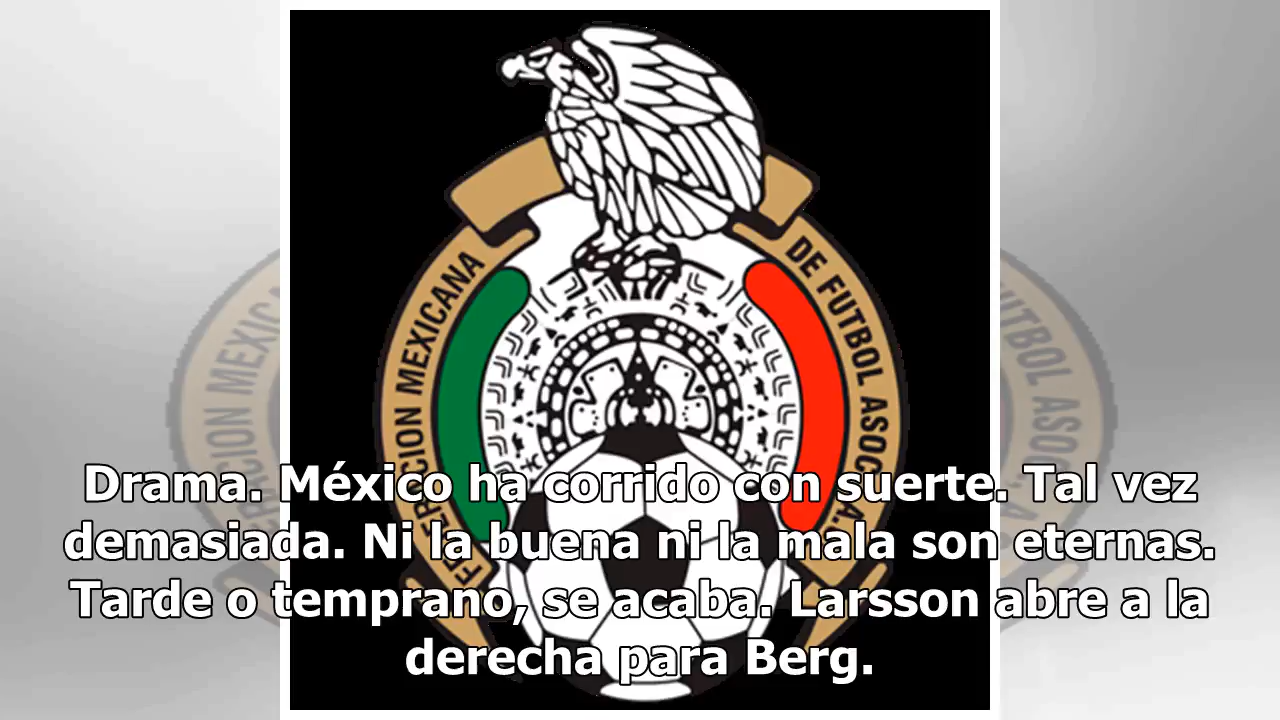 FEDERACION MEXICANA
DE FUTBOL ASOC., A.C.
Drama. México ha corrido con suerte. Tal vez
demasiada. Ni la buena ni la mala son eternas.
Tarde o temprano, se acaba. Larsson abre a la
derecha para Berg.